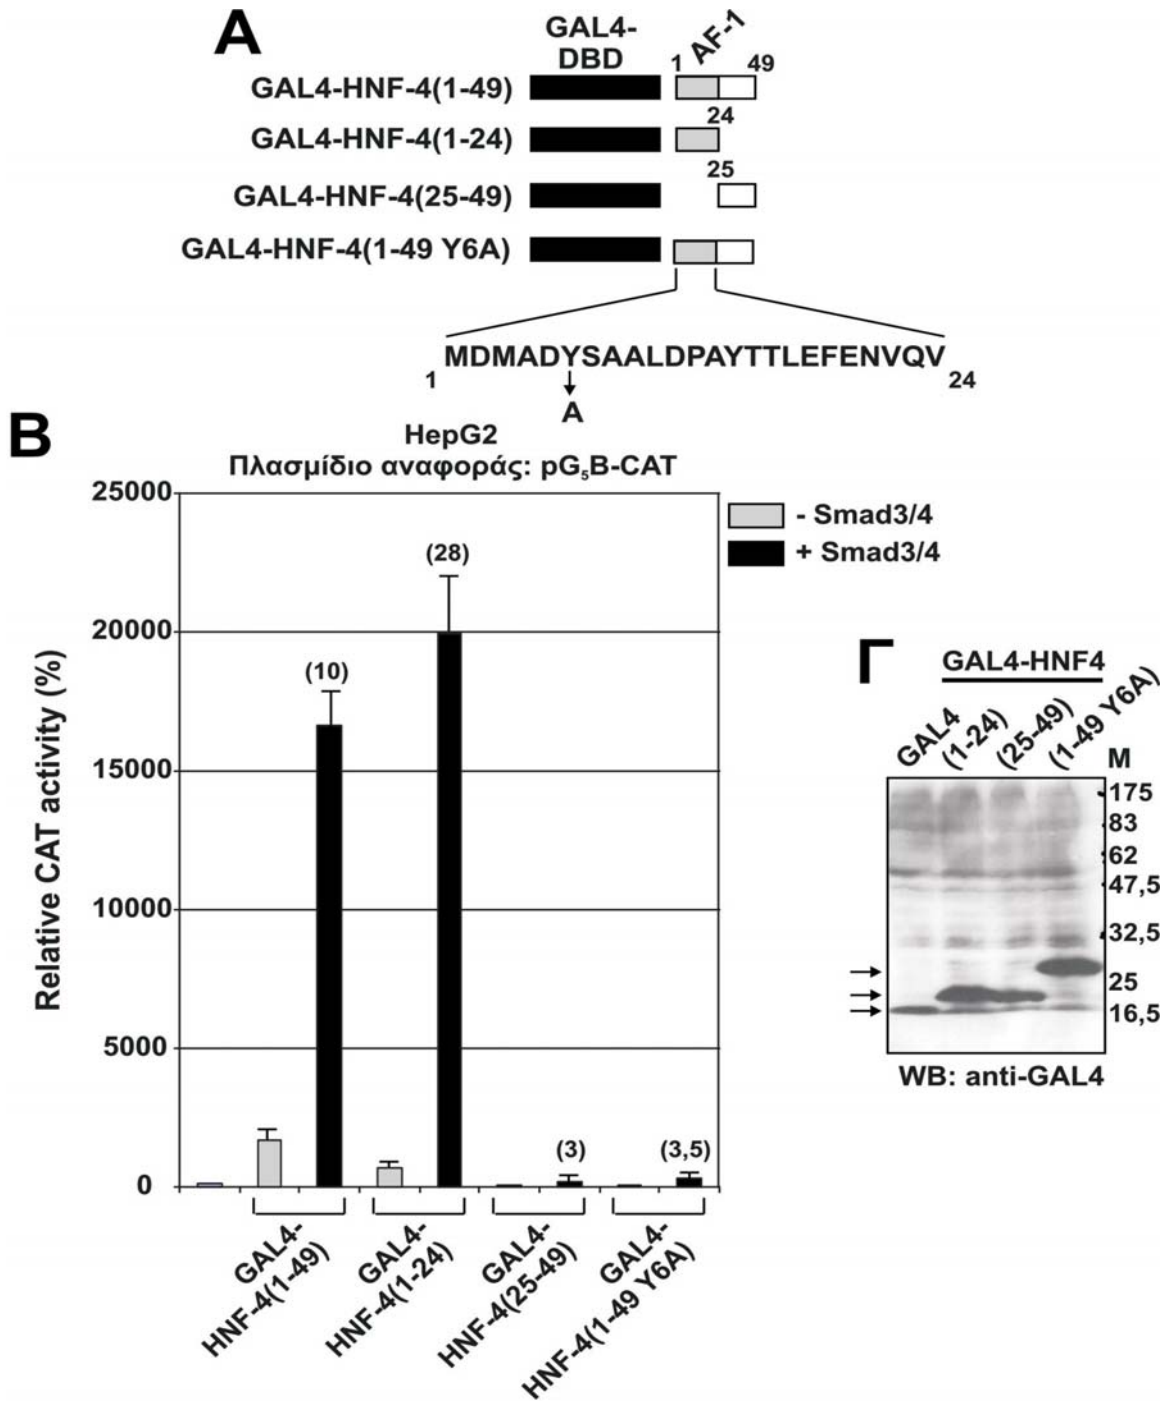 A
GAL4-
DBD
AF-1
1
49
GAL4-HNF-4(1-49)
24
GAL4-HNF-4(1-24)
25
GAL4-HNF-4(25-49)
GAL4-HNF-4(1-49 Y6A)
MDMADYSAALDPAYTTLEFENVQV
1
24
A
B
HepG2
Πλασμίδιο αναφοράς: pG₅B-CAT
25000
20000
15000
10000
5000
0
Relative CAT activity (%)
(10)
(28)
(3)
(3,5)
- Smad3/4
+ Smad3/4
GAL4-
HNF-4(1-49)
GAL4-
HNF-4(1-24)
GAL4-
HNF-4(25-49)
GAL4-
HNF-4(1-49 Y6A)
Γ
GAL4-HNF4
GAL4
(1-24)
(25-49)
(1-49 Y6A)
M
175
83
62
47,5
32,5
25
16,5
WB: anti-GAL4